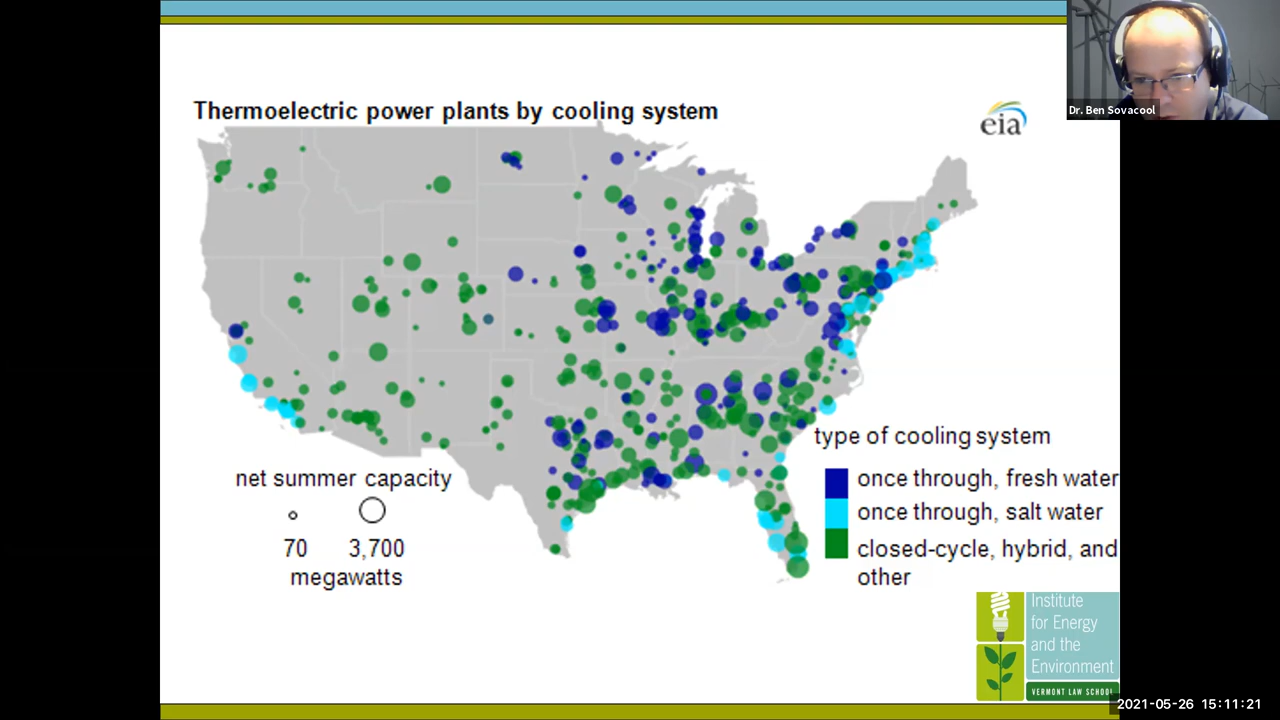 Dr. Ben Sovacool
Thermoelectric power plants by cooling system
eia
type of cooling system
net summer capacity
once through, fresh water
once through, salt water
70 3,700
closed-cycle, hybrid, and
other
megawatts
Institute
for Energy
and the
Environment
VERMONT LAW SCHOOL
2021-05-26 15:11:21